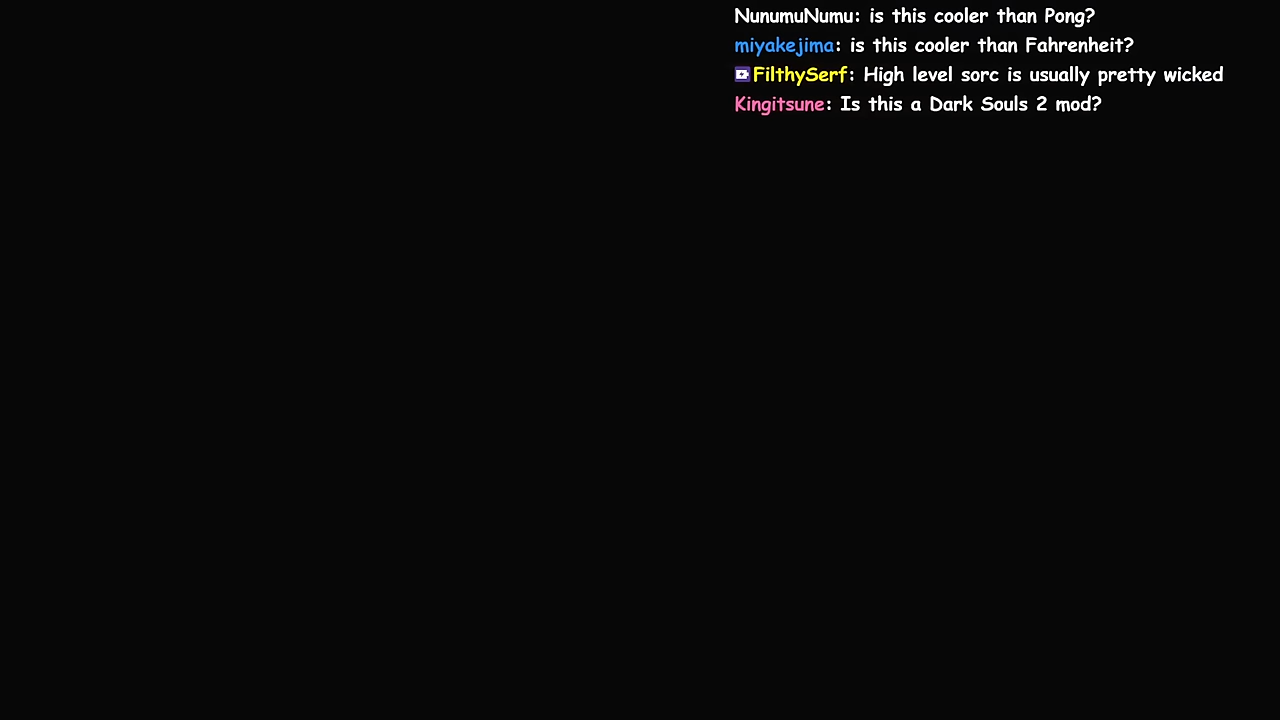 NunumuNumu: is this cooler than Pong?
miyakejima: is this cooler than Fahrenheit?
FilthySerf: High level sorc is usually pretty wicked
Kingitsune: Is this a Dark Souls 2 mod?